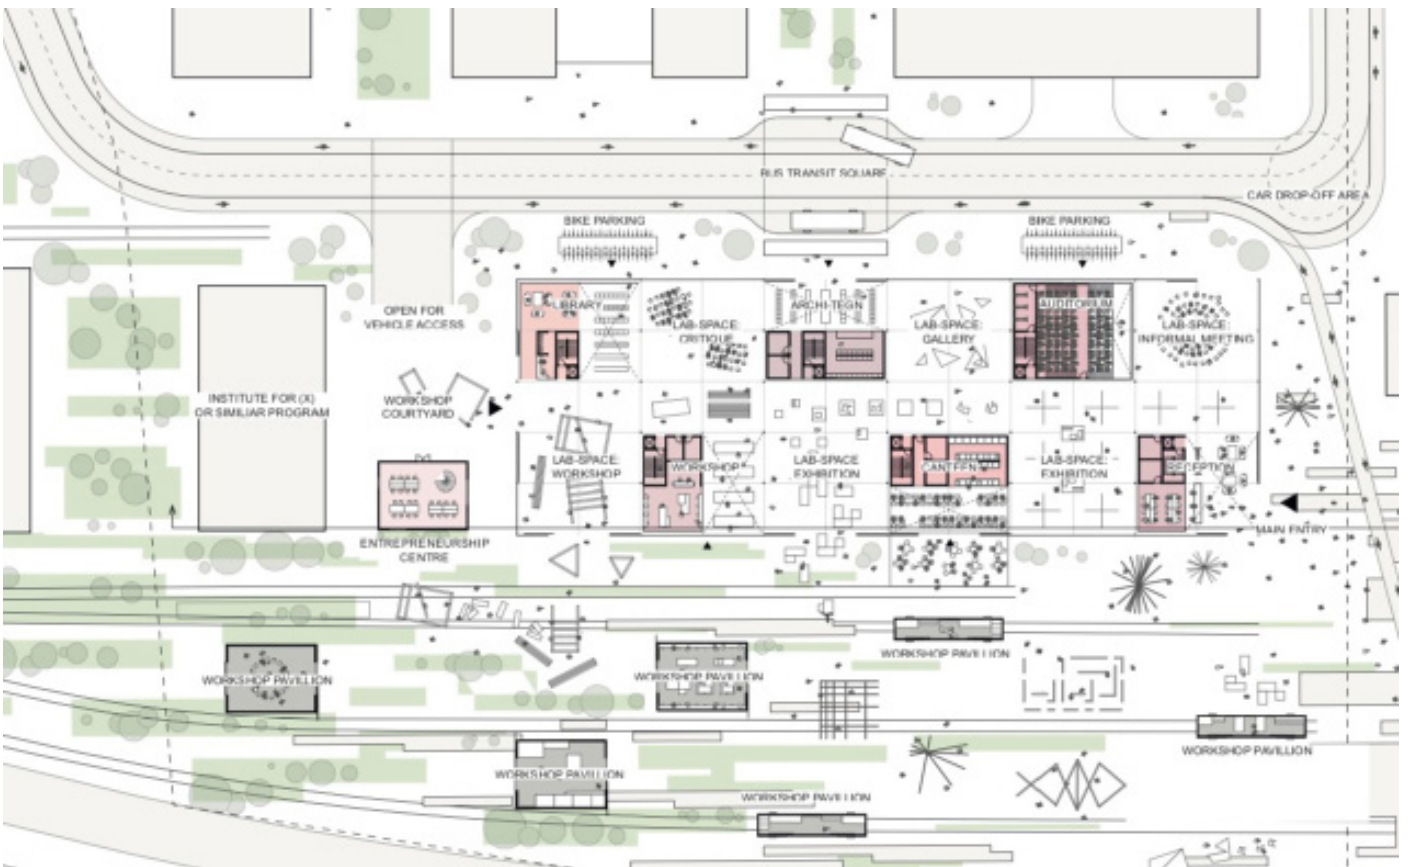 BUS TRANSIT SQUARE
CAR DROP-OFF AREA
BIKE PARKING
BIKE PARKING
OPEN FOR
VEHICLE ACCESS
LIBRARY
LAB-SPACE:
CRITIQUE
ARCHI-TEGN
LAB-SPACE:
GALLERY
AUDITORIUM
LAB-SPACE:
INFORMAL MEETING
INSTITUTE FOR (X)
OR SIMILIAR PROGRAM
WORKSHOP
COURTYARD
LAB-SPACE:
WORKSHOP
WORKSHOP
LAB-SPACE
EXHIBITION
CANTEEN
LAB-SPACE:
EXHIBITION
RECEPTION
MAIN ENTRY
ENTREPRENEURSHIP
CENTRE
WORKSHOP PAVILLION
WORKSHOP PAVILLION
WORKSHOP PAVILLION
WORKSHOP PAVILLION
WORKSHOP PAVILLION
WORKSHOP PAVILLION